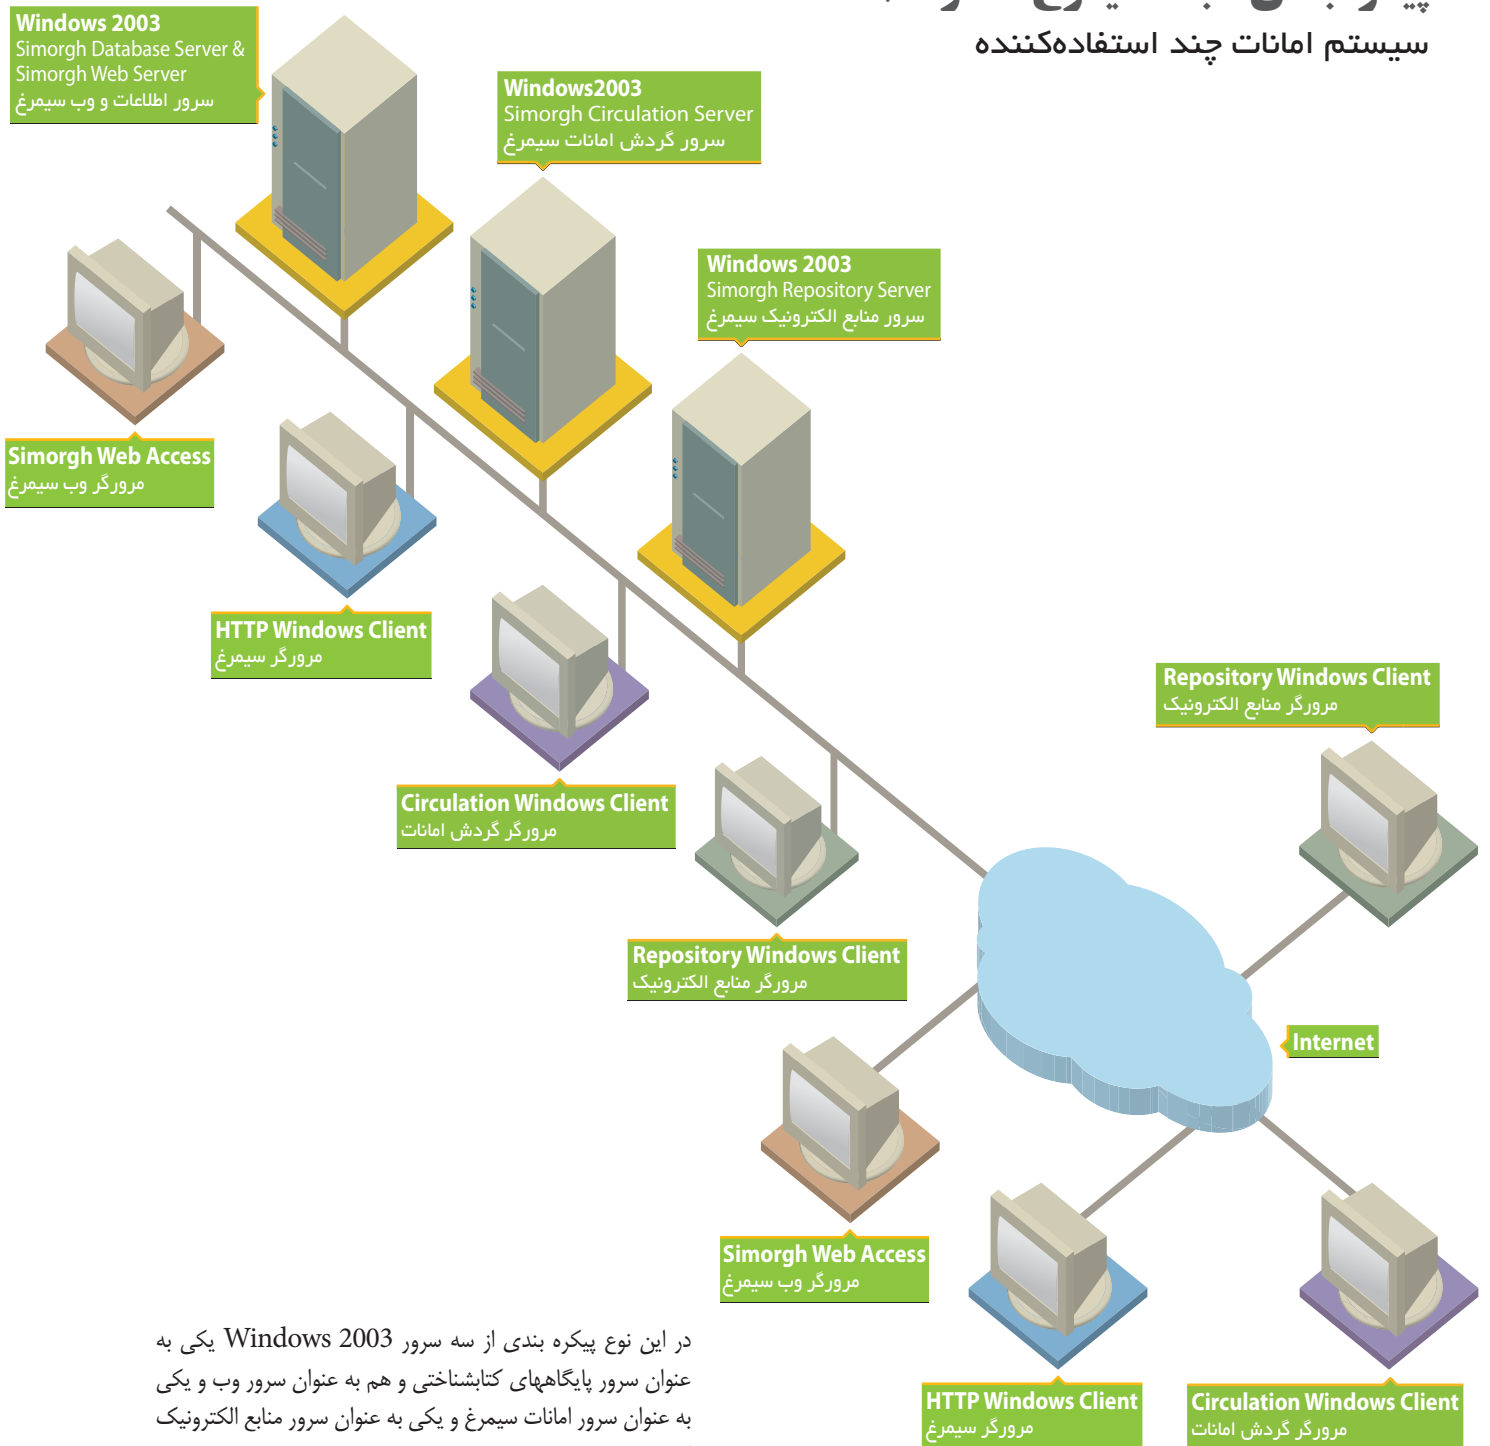 سیستم امانات چند استفاده‌کننده
Windows 2003
Simorgh Database Server &
Simorgh Web Server
سرور اطلاعات و وب سیمرغ
Windows2003
Simorgh Circulation Server
سرور گردش امانات سیمرغ
Windows 2003
Simorgh Repository Server
سرور منابع الکترونیک سیمرغ
Simorgh Web Access
مرورگر وب سیمرغ
HTTP Windows Client
مرورگر سیمرغ
Circulation Windows Client
مرورگر گردش امانات
Repository Windows Client
مرورگر منابع الکترونیک
Repository Windows Client
مرورگر منابع الکترونیک
Internet
Simorgh Web Access
مرورگر وب سیمرغ
HTTP Windows Client
مرورگر سیمرغ
Circulation Windows Client
مرورگر گردش امانات
در این نوع پیکره بندی از سه سرور Windows 2003 یکی به
عنوان سرور پایگاههای کتابشناختی و هم به عنوان سرور وب و یکی
به عنوان سرور امانات سیمرغ و یکی به عنوان سرور منابع الکترونیک